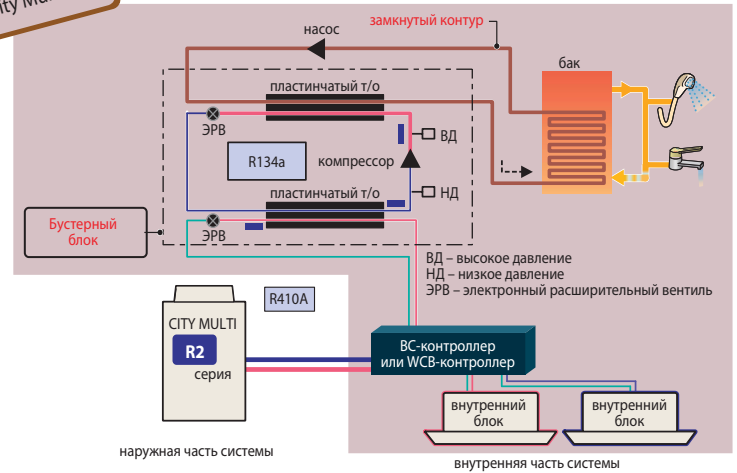 ity Mu
замкнутый контур
насос
бак
пластинчатый т/о
ЭРВ
ВД
R134a
компрессор
НД
пластинчатый т/о
ЭРВ
Бустерный
блок
ВД – высокое давление
НД – низкое давление
ЭРВ – электронный расширительный вентиль
R410A
CITY MULTI
R2
серия
BC-контроллер
или WCB-контроллер
внутренний
блок
внутренний
блок
наружная часть системы
внутренняя часть системы